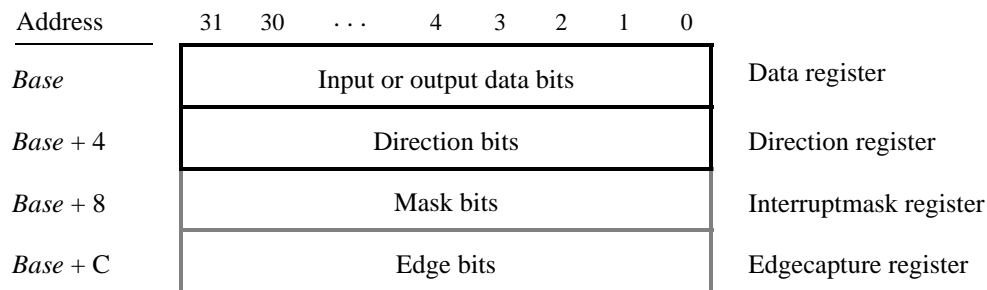 Address 31 30 · · · 4 3 2 1 0
Base Input or output data bits Data register
Base + 4 Direction bits Direction register
Base + 8 Mask bits Interruptmask register
Base + C Edge bits Edgecapture register